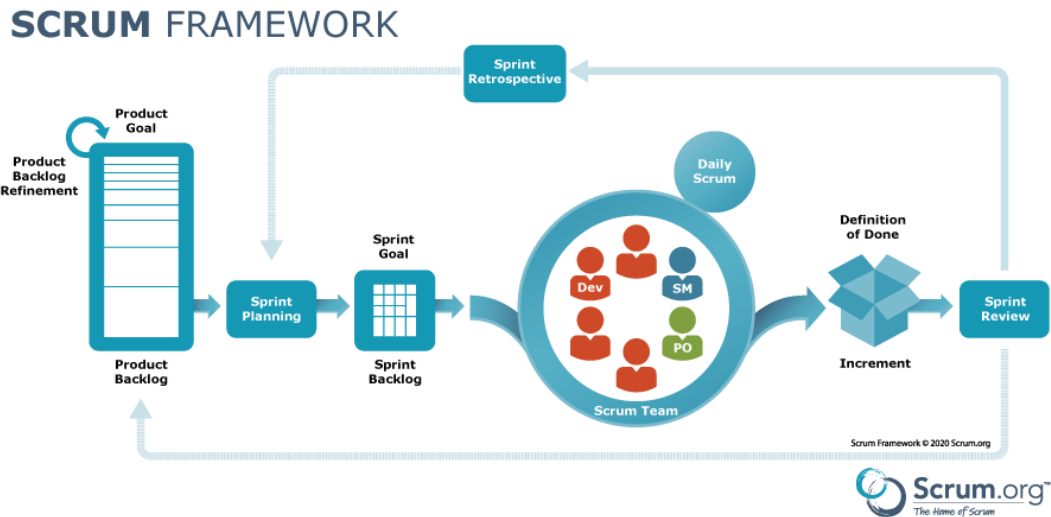 SCRUM FRAMEWORK
Sprint
Retrospective
Product
Goal
Product
Backlog
Refinement
Daily
Scrum
Sprint
Goal
Definition
of Done
Dev
SM
Sprint
Planning
Sprint
Review
PO
Product
Backlog
Sprint
Backlog
Increment
Scrum Team
Scrum Framework © 2020 Scrum.org
Scrum.org™
The Home of Scrum